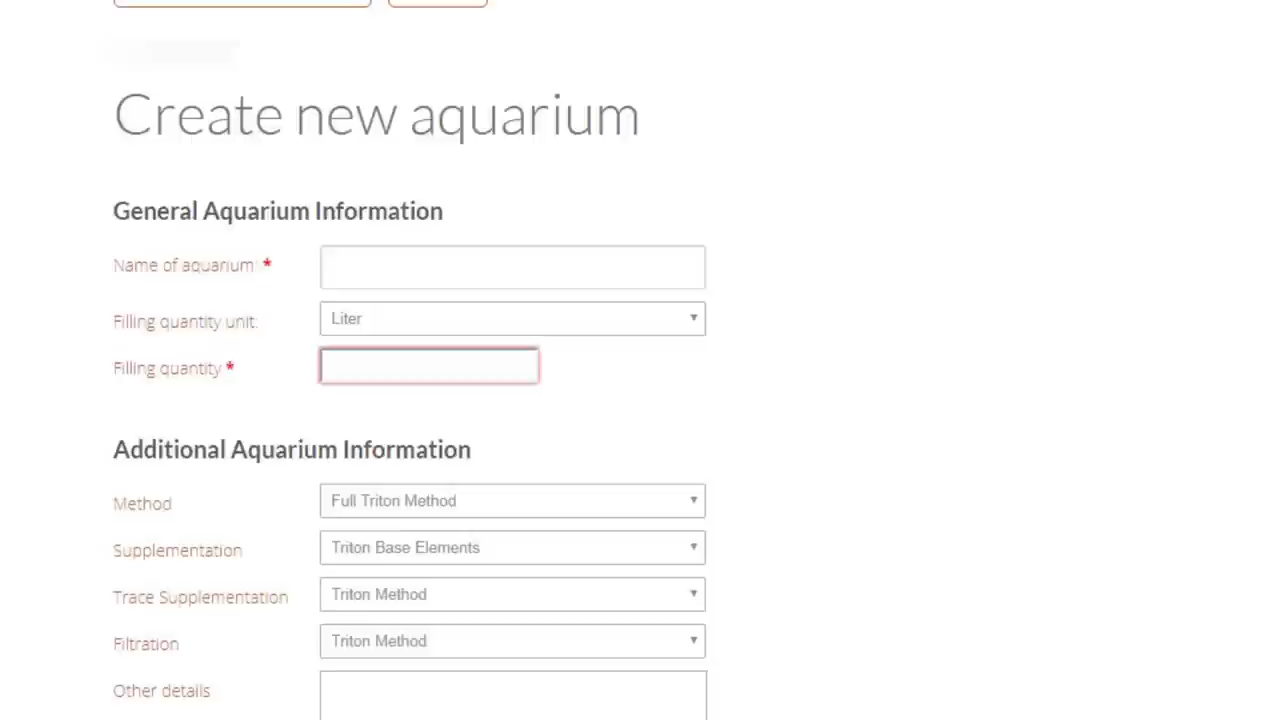 Create new aquarium
General Aquarium Information
Name of aquarium: *
Filling quantity unit: Liter
Filling quantity *
Additional Aquarium Information
Method Full Triton Method
Supplementation Triton Base Elements
Trace Supplementation Triton Method
Filtration Triton Method
Other details